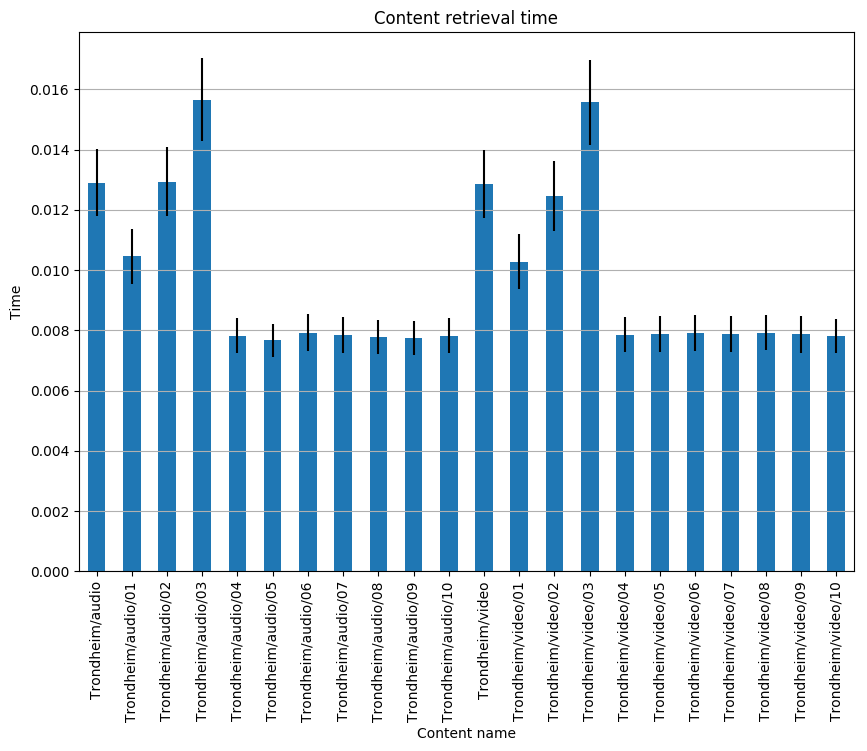 Content retrieval time
Time
0.016
0.014
0.012
0.010
0.008
0.006
0.004
0.002
0.000
Trondheim/audio
Trondheim/audio/01
Trondheim/audio/02
Trondheim/audio/03
Trondheim/audio/04
Trondheim/audio/05
Trondheim/audio/06
Trondheim/audio/07
Trondheim/audio/08
Trondheim/audio/09
Trondheim/audio/10
Trondheim/video
Trondheim/video/01
Trondheim/video/02
Trondheim/video/03
Trondheim/video/04
Trondheim/video/05
Trondheim/video/06
Trondheim/video/07
Trondheim/video/08
Trondheim/video/09
Trondheim/video/10
Content name